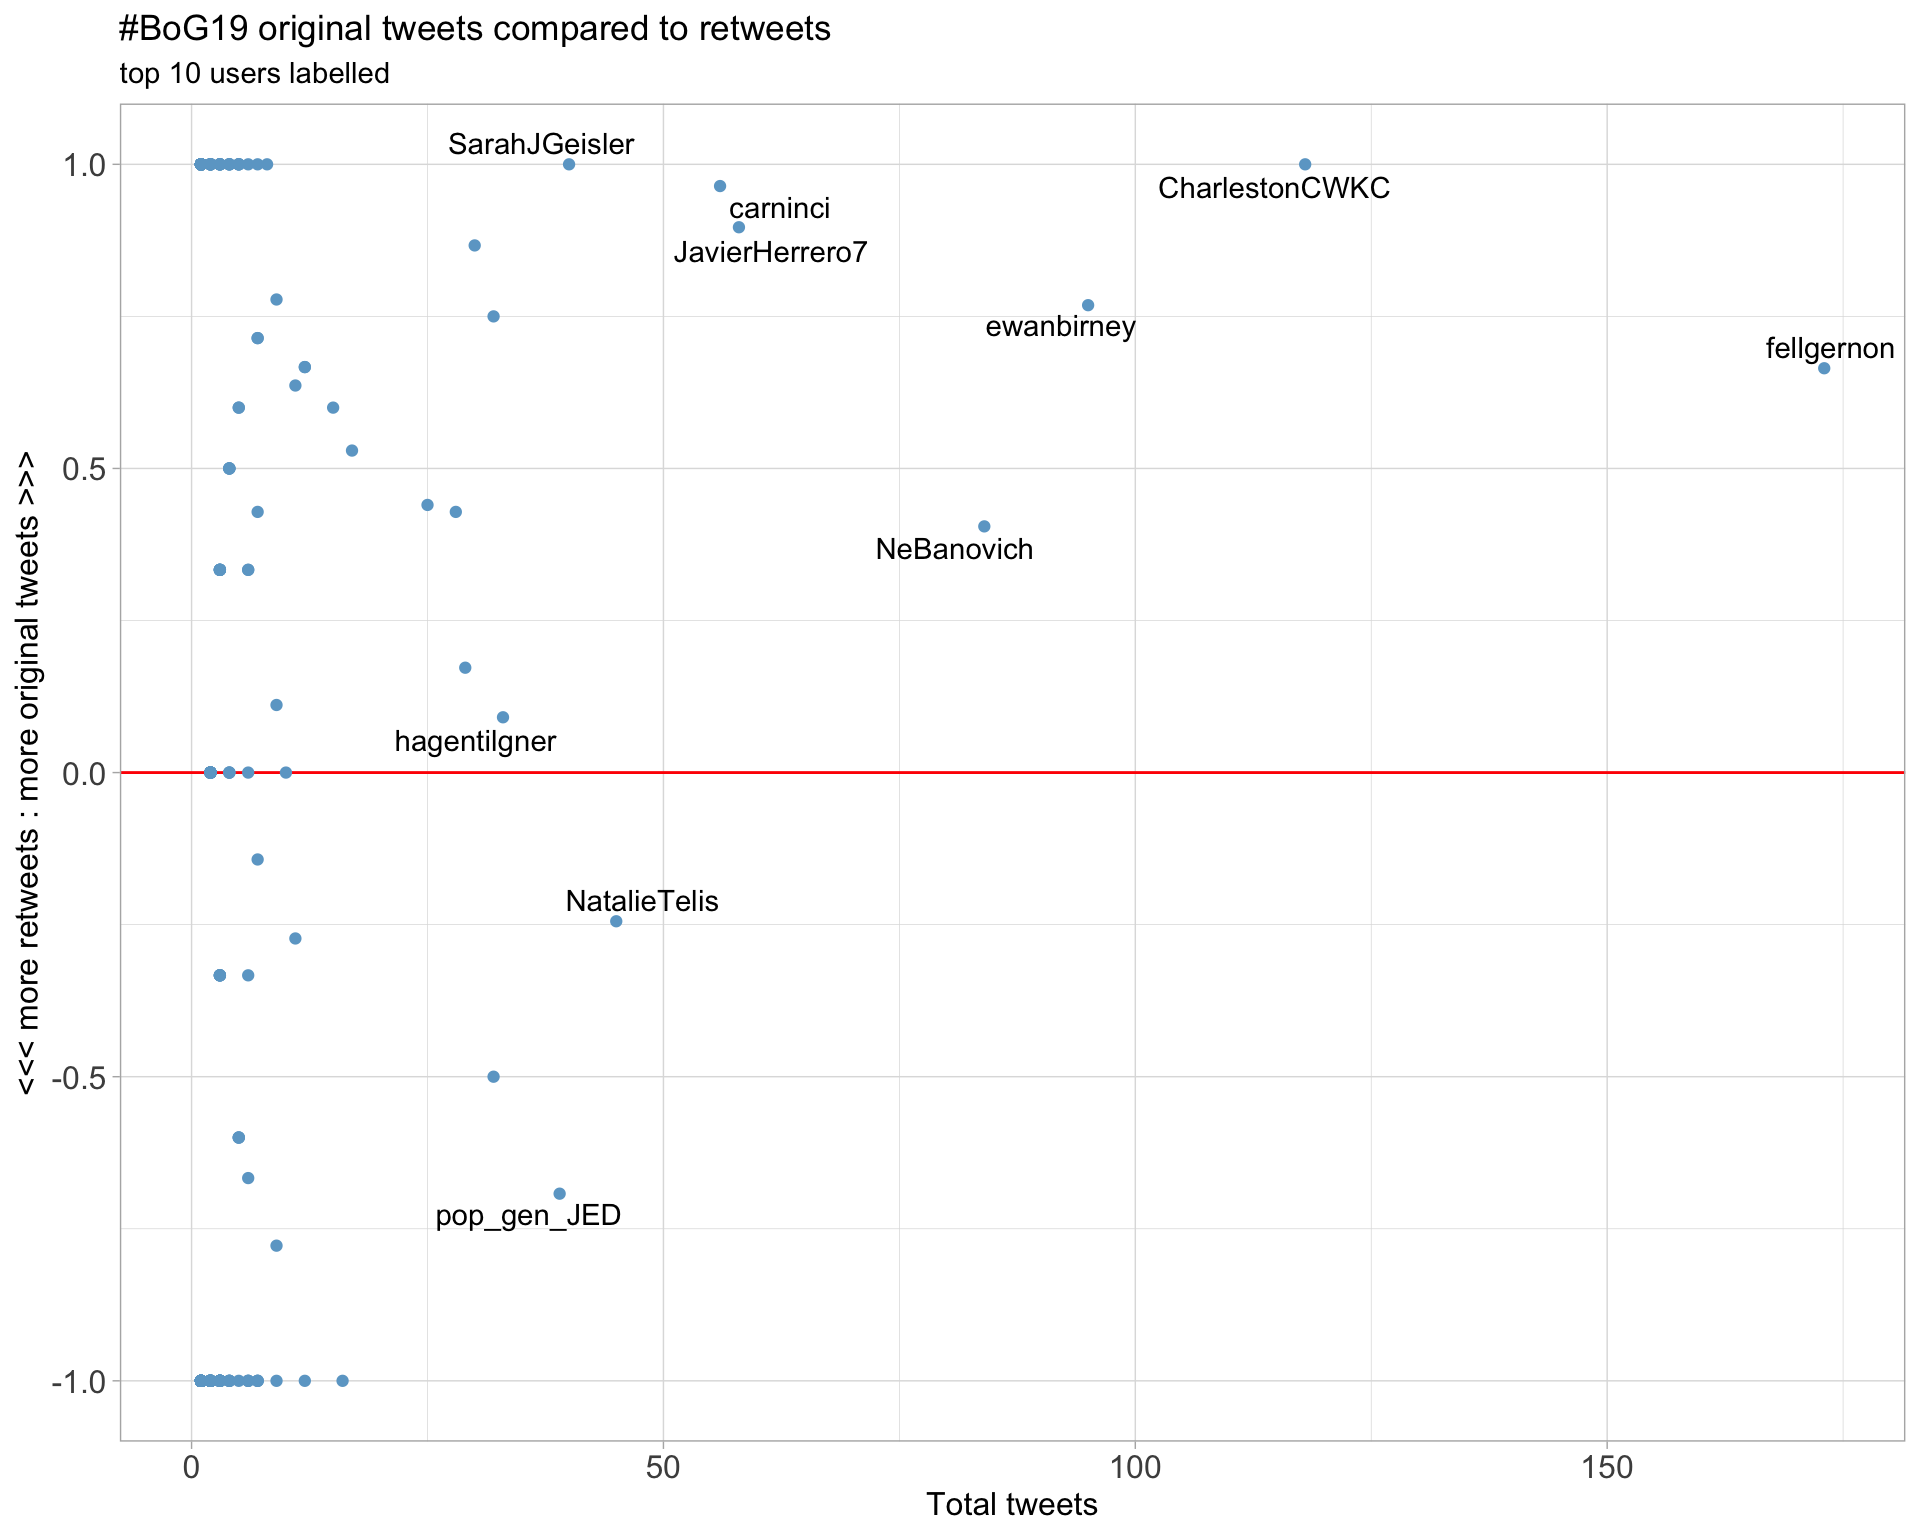 #BoG19 original tweets compared to retweets
top 10 users labelled
SarahJGeisler
CharlestonCWKC
carninci
JavierHerrero7
ewanbirney
fellgernon
NeBanovich
hagentilgner
NatalieTelis
pop_gen_JED
<<< more retweets : more original tweets >>>
1.0
0.5
0.0
-0.5
-1.0
0 50 100 150
Total tweets